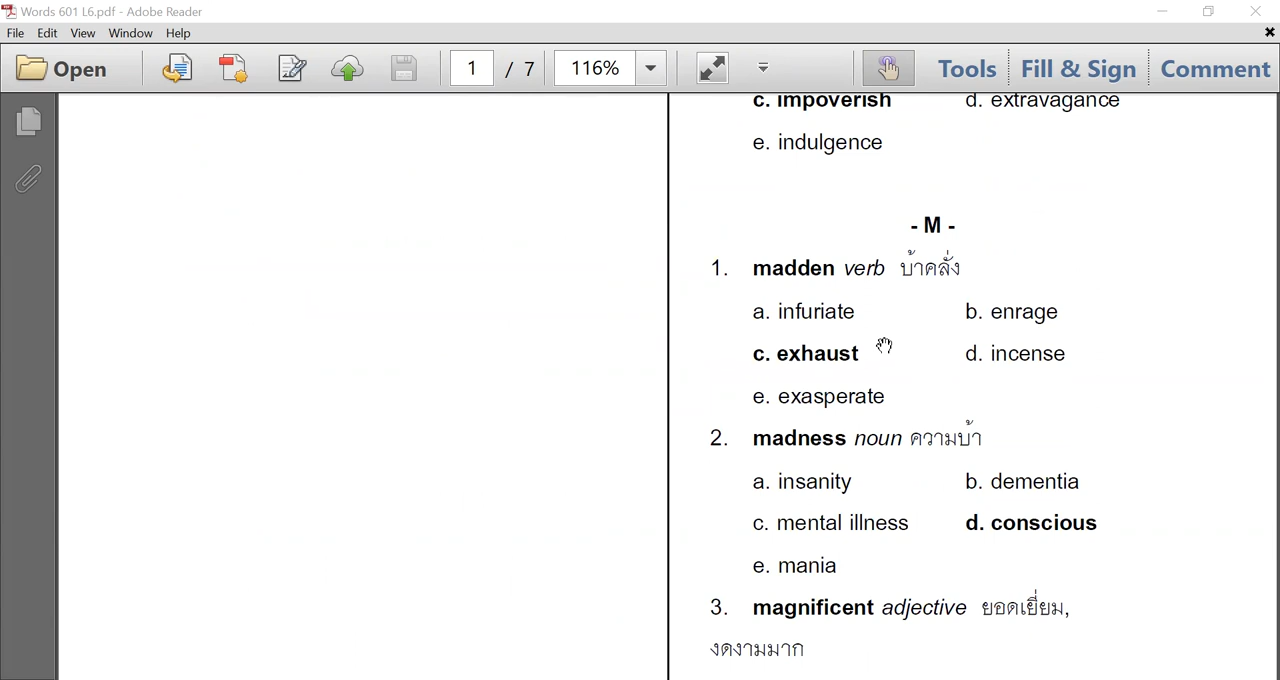 Words 601 L6.pdf - Adobe Reader
File Edit View Window Help
Open 1 / 7 116% Tools Fill & Sign Comment
c. impoverish d. extravagance
e. indulgence
- M -
1. madden verb บ้าคลั่ง
a. infuriate b. enrage
c. exhaust d. incense
e. exasperate
2. madness noun ความบ้า
a. insanity b. dementia
c. mental illness d. conscious
e. mania
3. magnificent adjective ยอดเยี่ยม,
งดงามมาก